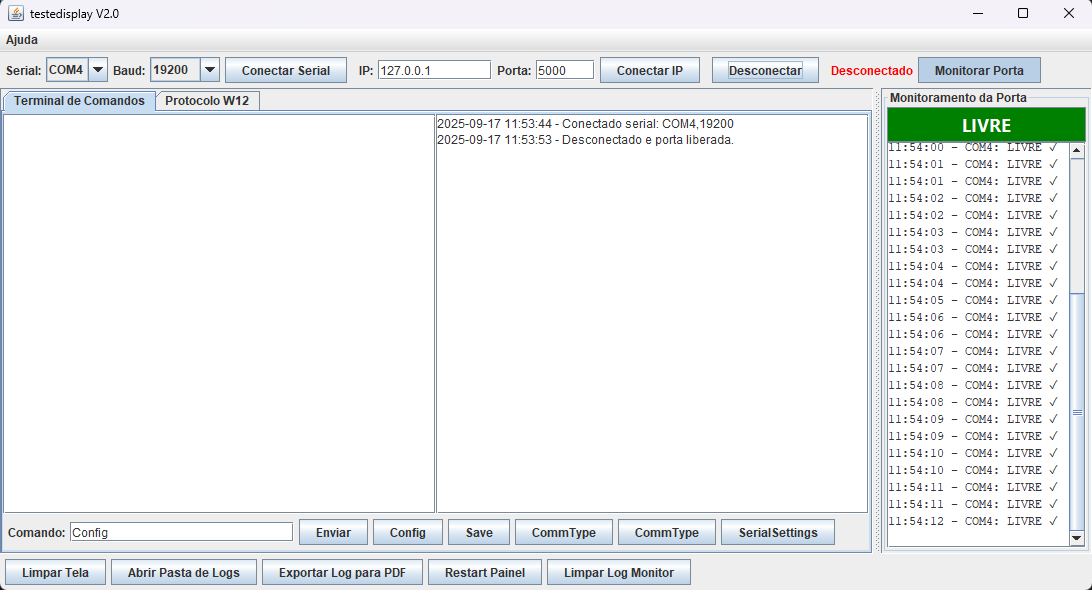 testedisplay V2.0
Ajuda
Serial: COM4 Baud: 19200 Conectar Serial IP: 127.0.0.1 Porta: 5000 Conectar IP Desconectar Desconectado Monitorar Porta
Terminal de Comandos Protocolo W12
2025-09-17 11:53:44 - Conectado serial: COM4,19200
2025-09-17 11:53:53 - Desconectado e porta liberada.
Monitoramento da Porta
LIVRE
11:54:00 - COM4: LIVRE ✓
11:54:01 - COM4: LIVRE ✓
11:54:01 - COM4: LIVRE ✓
11:54:02 - COM4: LIVRE ✓
11:54:02 - COM4: LIVRE ✓
11:54:03 - COM4: LIVRE ✓
11:54:03 - COM4: LIVRE ✓
11:54:04 - COM4: LIVRE ✓
11:54:04 - COM4: LIVRE ✓
11:54:05 - COM4: LIVRE ✓
11:54:06 - COM4: LIVRE ✓
11:54:06 - COM4: LIVRE ✓
11:54:07 - COM4: LIVRE ✓
11:54:07 - COM4: LIVRE ✓
11:54:08 - COM4: LIVRE ✓
11:54:08 - COM4: LIVRE ✓
11:54:09 - COM4: LIVRE ✓
11:54:09 - COM4: LIVRE ✓
11:54:10 - COM4: LIVRE ✓
11:54:10 - COM4: LIVRE ✓
11:54:11 - COM4: LIVRE ✓
11:54:11 - COM4: LIVRE ✓
11:54:12 - COM4: LIVRE ✓
Comando: Config Enviar Config Save CommType CommType SerialSettings
Limpar Tela Abrir Pasta de Logs Exportar Log para PDF Restart Painel Limpar Log Monitor